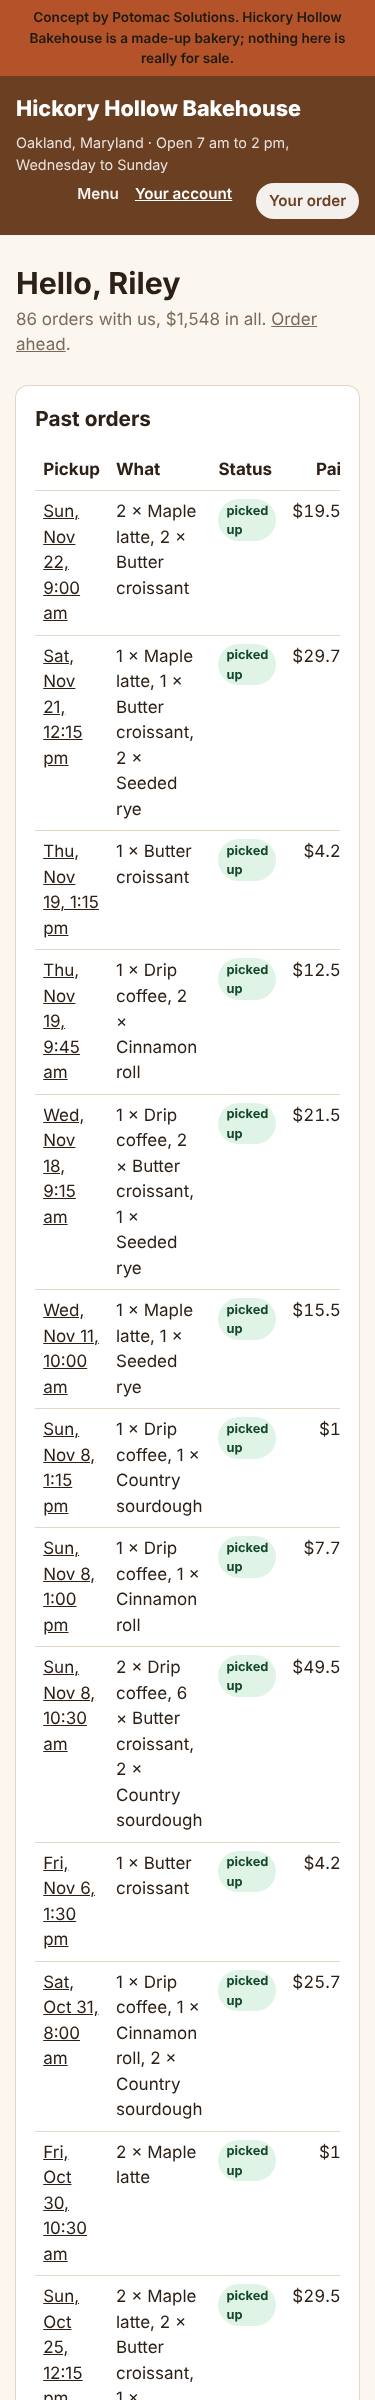 Concept by Potomac Solutions. Hickory Hollow
Bakehouse is a made-up bakery; nothing here is
really for sale.
Hickory Hollow Bakehouse
Oakland, Maryland · Open 7 am to 2 pm,
Wednesday to Sunday
Menu Your account Your order
Hello, Riley
86 orders with us, $1,548 in all. Order
ahead.
Past orders
Pickup What Status Pai
Sun, 2 × Maple picked $19.5
Nov latte, 2 × up
22, Butter
9:00 croissant
am
Sat, 1 × Maple picked $29.7
Nov latte, 1 × up
21, Butter
12:15 croissant,
pm 2 ×
Seeded
rye
Thu, 1 × Butter picked $4.2
Nov croissant up
19, 1:15
pm
Thu, 1 × Drip picked $12.5
Nov coffee, 2 up
19, ×
9:45 Cinnamon
am roll
Wed, 1 × Drip picked $21.5
Nov coffee, 2 up
18, × Butter
9:15 croissant,
am 1 ×
Seeded
rye
Wed, 1 × Maple picked $15.5
Nov 11, latte, 1 × up
10:00 Seeded
am rye
Sun, 1 × Drip picked $1
Nov 8, coffee, 1 × up
1:15 Country
pm sourdough
Sun, 1 × Drip picked $7.7
Nov 8, coffee, 1 × up
1:00 Cinnamon
pm roll
Sun, 2 × Drip picked $49.5
Nov 8, coffee, 6 up
10:30 × Butter
am croissant,
2 ×
Country
sourdough
Fri, 1 × Butter picked $4.2
Nov 6, croissant up
1:30
pm
Sat, 1 × Drip picked $25.7
Oct 31, coffee, 1 × up
8:00 Cinnamon
am roll, 2 ×
Country
sourdough
Fri, 2 × Maple picked $1
Oct latte up
30,
10:30
am
Sun, 2 × Maple picked $29.5
Oct latte, 2 × up
25, Butter
12:15 croissant,
pm 1 ×